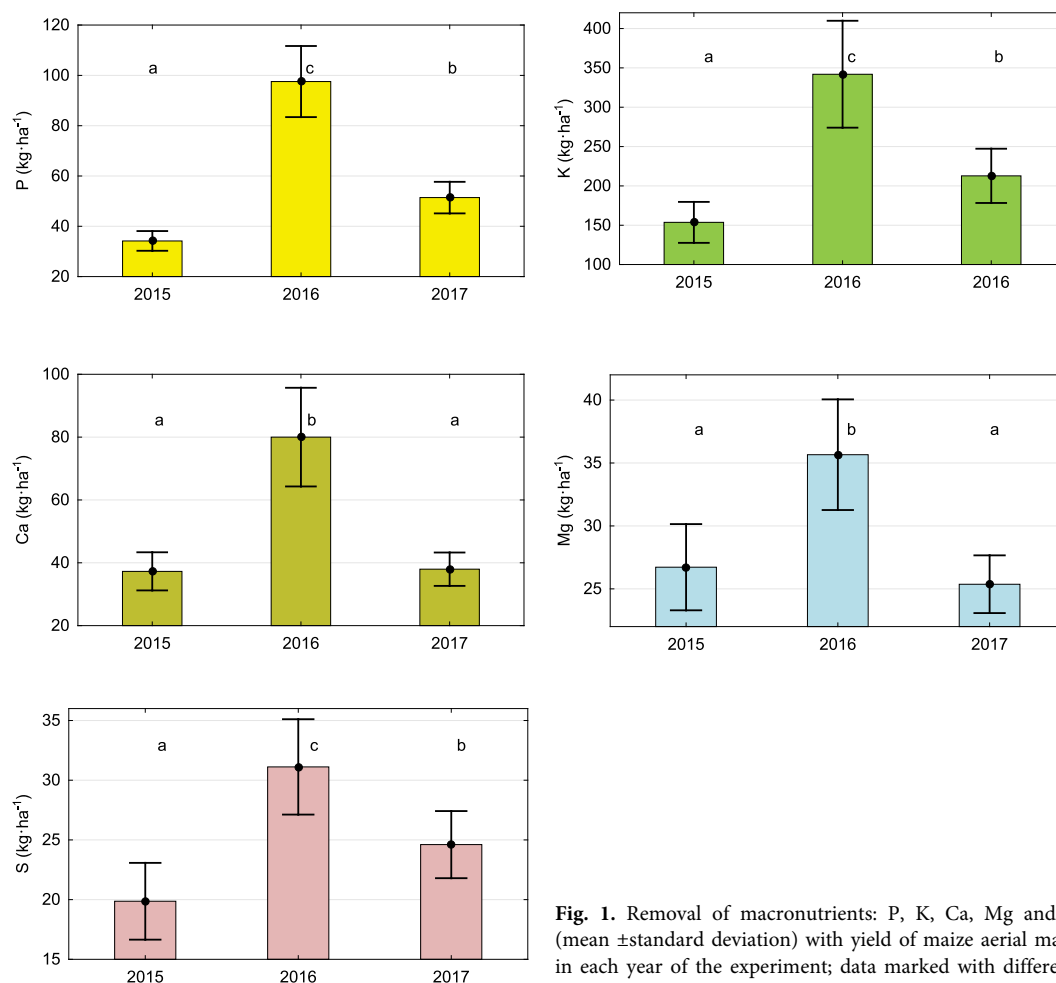 120
100
80
60
40
20
P (kg·ha⁻¹)
a
c
b
2015
2016
2017
400
350
300
250
200
150
100
K (kg·ha⁻¹)
a
c
b
2015
2016
2016
100
80
60
40
20
Ca (kg·ha⁻¹)
a
b
a
2015
2016
2017
40
35
30
25
Mg (kg·ha⁻¹)
a
b
a
2015
2016
2017
35
30
25
20
15
S (kg·ha⁻¹)
a
c
b
2015
2016
2017
Fig. 1. Removal of macronutrients: P, K, Ca, Mg and
(mean ±standard deviation) with yield of maize aerial ma
in each year of the experiment; data marked with differe